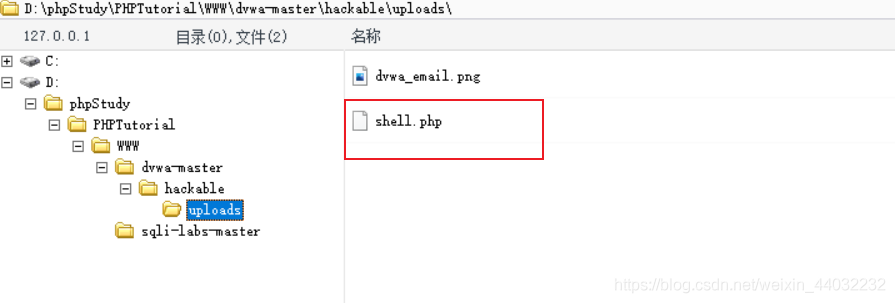 D:\phpStudy\PHPTutorial\WWW\dvwa-master\hackable\uploads\
127.0.0.1 目录(0),文件(2) 名称
C:
D:
phpStudy
PHPTutorial
WWW
dvwa-master
hackable
uploads
sqli-labs-master
dvwa_email.png
shell.php
https://blog.csdn.net/weixin_44032232